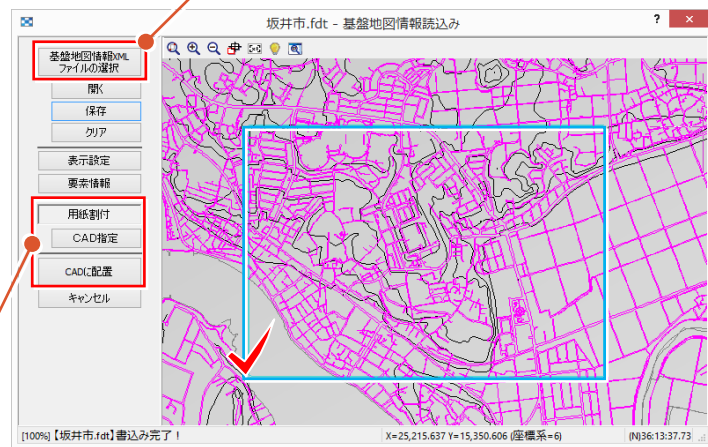 坂井市.fdt - 基盤地図情報読込み
?
×
基盤地図情報XML
ファイルの選択
開く
保存
クリア
表示設定
要素情報
用紙割付
CAD指定
CADに配置
キャンセル
[100%]【坂井市.fdt】書込み完了！
X=25,215.637 Y=15,350.606 (座標系=6)
(N)36:13:37.73